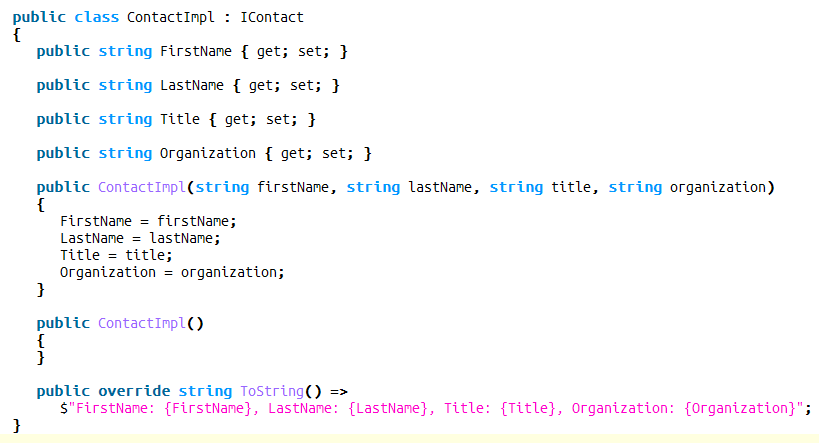 public class ContactImpl : IContact
{
public string FirstName { get; set; }
public string LastName { get; set; }
public string Title { get; set; }
public string Organization { get; set; }
public ContactImpl(string firstName, string lastName, string title, string organization)
{
FirstName = firstName;
LastName = lastName;
Title = title;
Organization = organization;
}
public ContactImpl()
{
}
public override string ToString() =>
$"FirstName: {FirstName}, LastName: {LastName}, Title: {Title}, Organization: {Organization}";
}